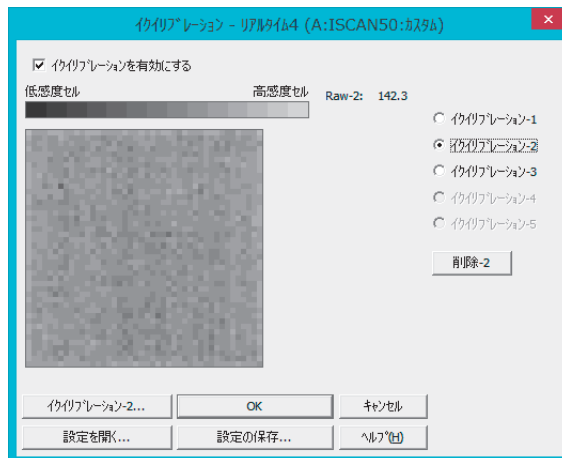 イクイリブレーション - リアルタイム4 (A:ISCAN50:カスタム)
イクイリブレーションを有効にする
低感度セル 高感度セル Raw-2: 142.3
イクイリブレーション-1
イクイリブレーション-2
イクイリブレーション-3
イクイリブレーション-4
イクイリブレーション-5
削除-2
イクイリブレーション-2... OK キャンセル
設定を開く... 設定の保存... ヘルプ(H)